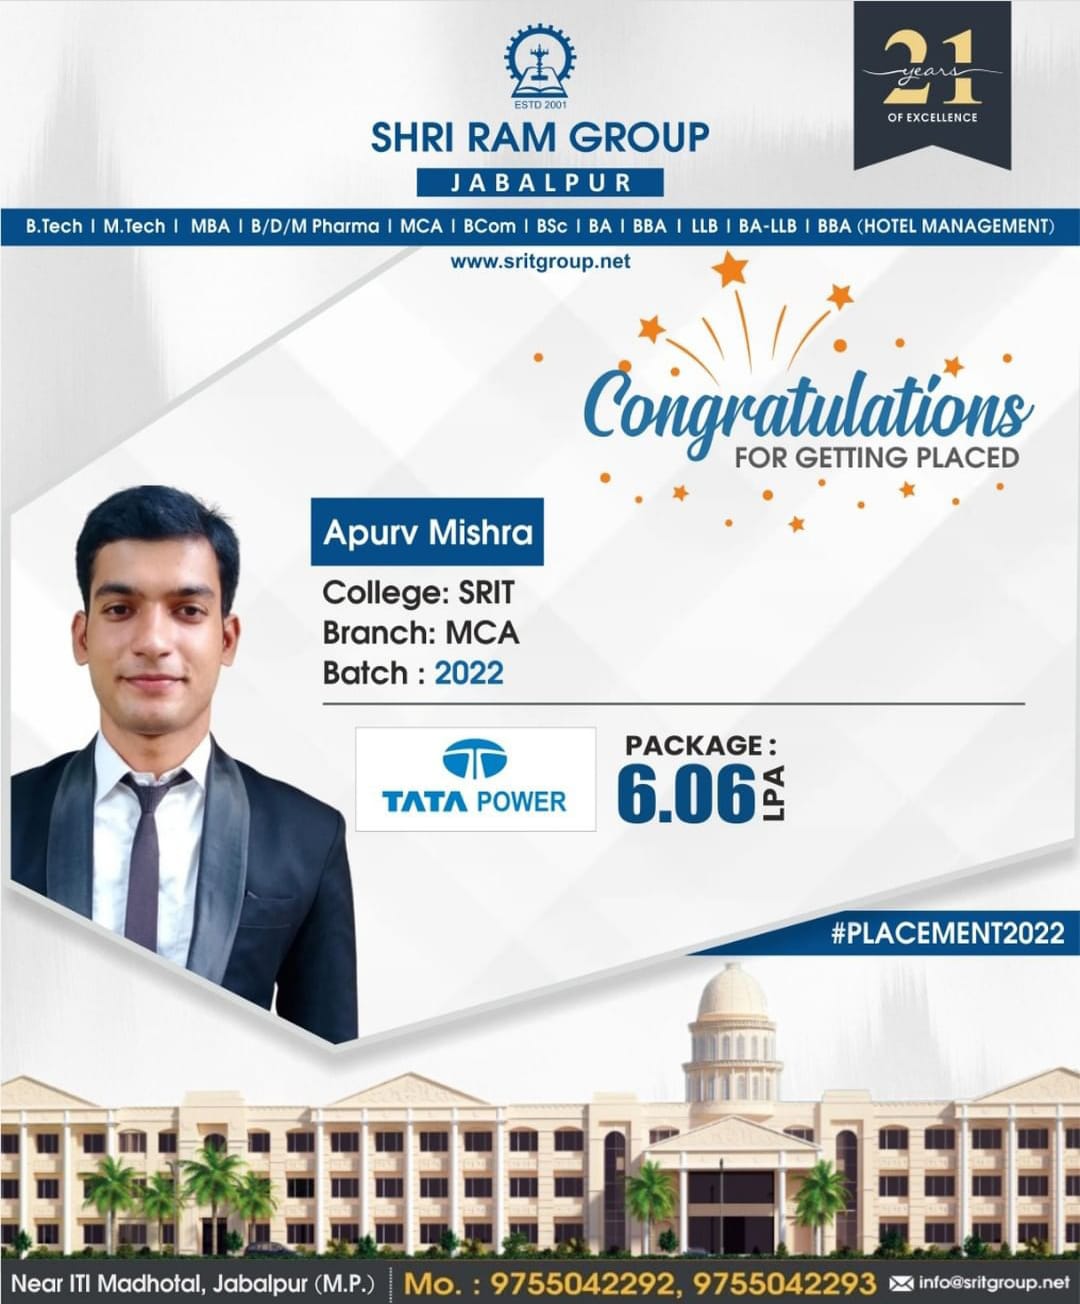 ESTD 2001
SHRI RAM GROUP
JABALPUR
21
years
OF EXCELLENCE
B.Tech I M.Tech I MBA I B/D/M Pharma I MCA I BCom I BSc I BA I BBA I LLB I BA-LLB I BBA (HOTEL MANAGEMENT)
www.sritgroup.net
Congratulations
FOR GETTING PLACED
Apurv Mishra
College: SRIT
Branch: MCA
Batch : 2022
TATA POWER
PACKAGE :
6.06 LPA
#PLACEMENT2022
Near ITI Madhotal, Jabalpur (M.P.) Mo. : 9755042292, 9755042293 info@sritgroup.net